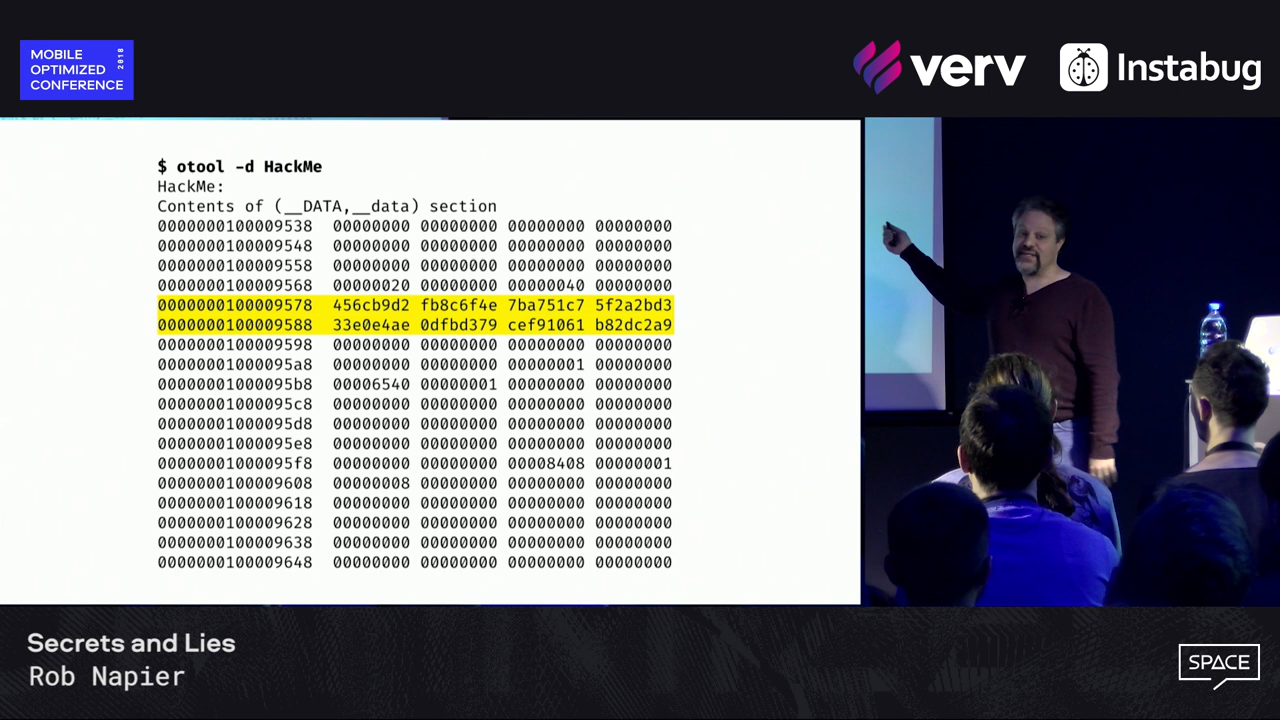 MOBILE
OPTIMIZED
CONFERENCE
2018
verv
Instabug
$ otool -d HackMe
HackMe:
Contents of (__DATA,__data) section
0000000100009538 00000000 00000000 00000000 00000000
0000000100009548 00000000 00000000 00000000 00000000
0000000100009558 00000000 00000000 00000000 00000000
0000000100009568 00000020 00000000 00000040 00000000
0000000100009578 456cb9d2 fb8c6f4e 7ba751c7 5f2a2bd3
0000000100009588 33e0e4ae 0dfbd379 cef91061 b82dc2a9
0000000100009598 00000000 00000000 00000000 00000000
00000001000095a8 00000000 00000000 00000001 00000000
00000001000095b8 00006540 00000001 00000000 00000000
00000001000095c8 00000000 00000000 00000000 00000000
00000001000095d8 00000000 00000000 00000000 00000000
00000001000095e8 00000000 00000000 00000000 00000000
00000001000095f8 00000000 00000000 00008408 00000001
0000000100009608 00000008 00000000 00000000 00000000
0000000100009618 00000000 00000000 00000000 00000000
0000000100009628 00000000 00000000 00000000 00000000
0000000100009638 00000000 00000000 00000000 00000000
0000000100009648 00000000 00000000 00000000 00000000
Secrets and Lies
Rob Napier
SPACE